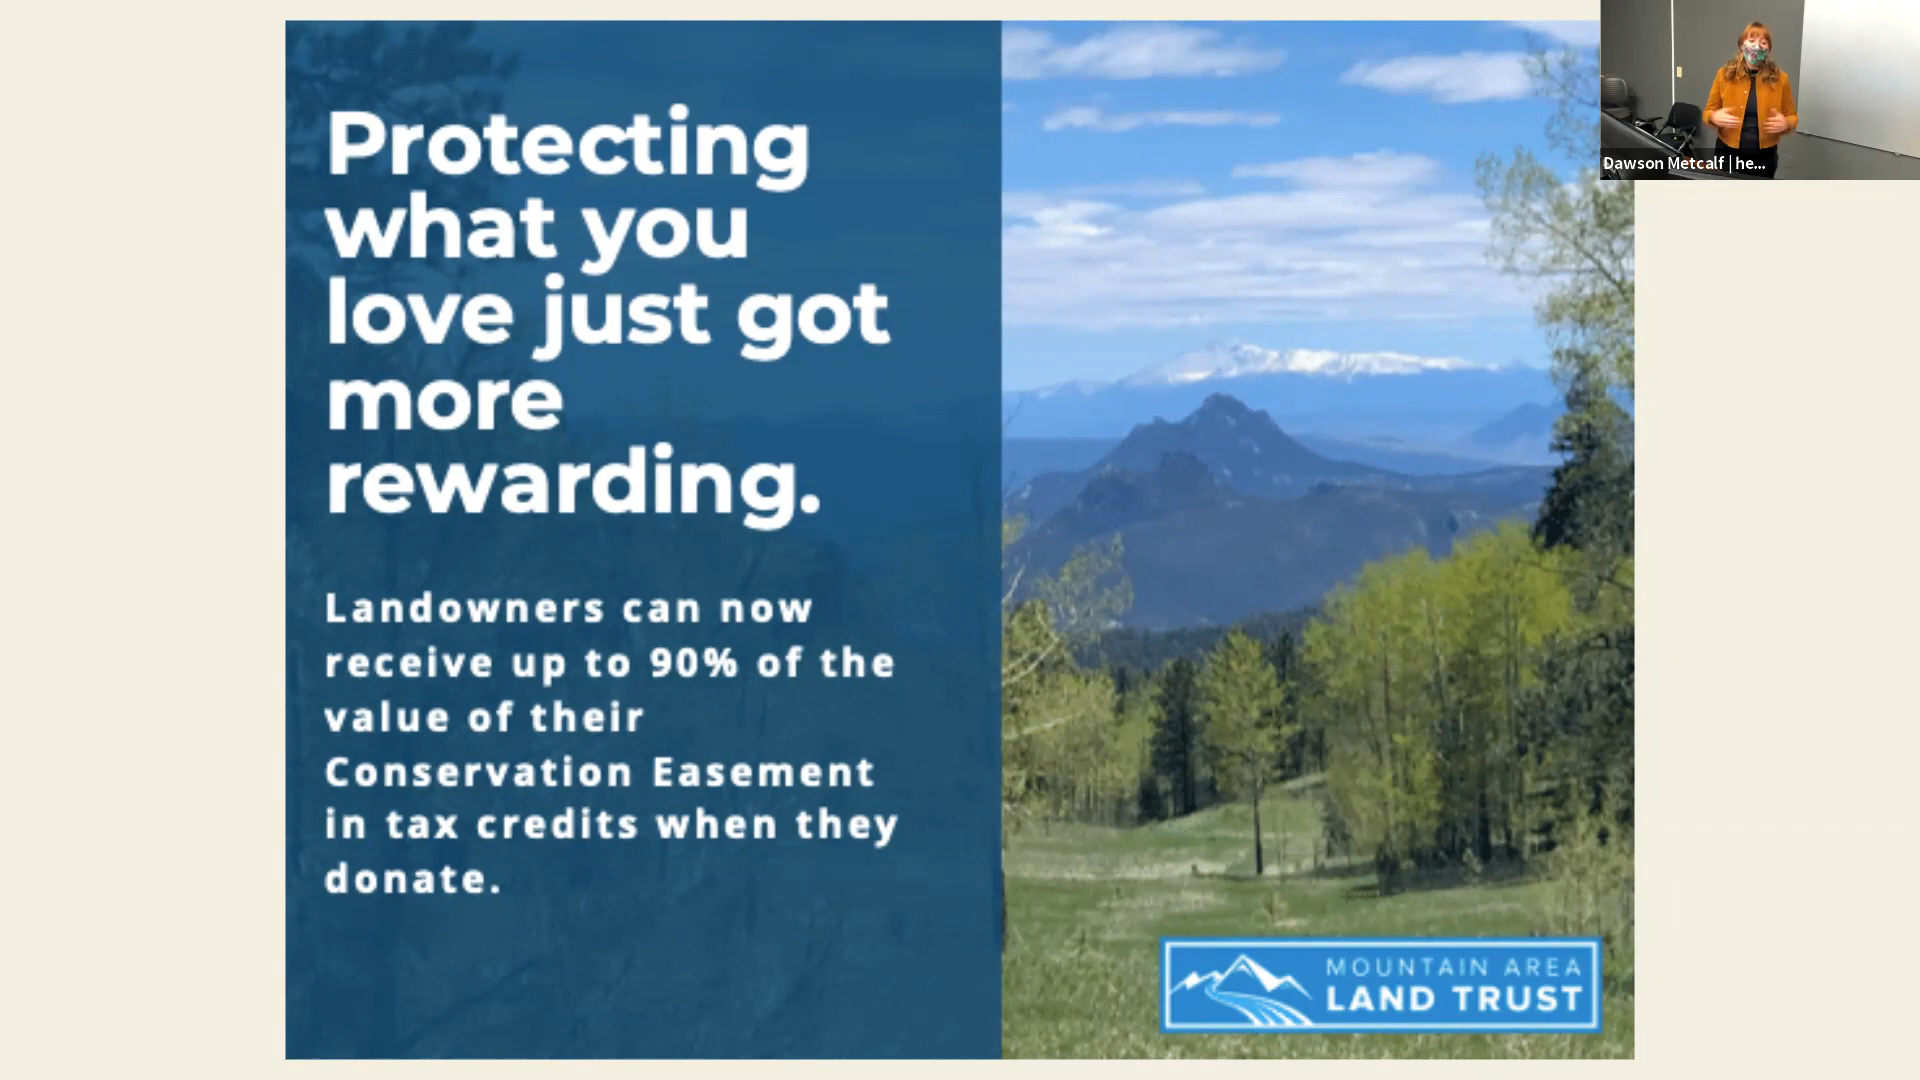 Protecting
what you
love just got
more
rewarding.
Landowners can now
receive up to 90% of the
value of their
Conservation Easement
in tax credits when they
donate.
MOUNTAIN AREA
LAND TRUST
Dawson Metcalf | he...